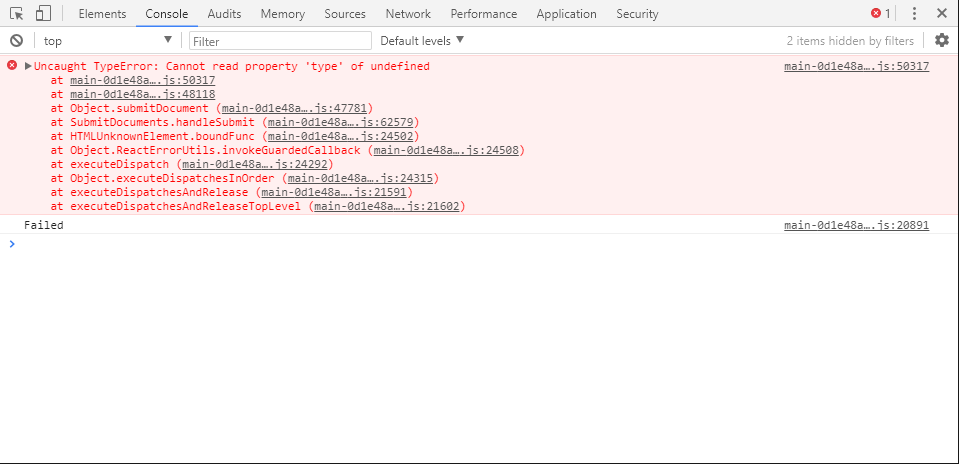 Elements Console Audits Memory Sources Network Performance Application Security 1
top Filter Default levels 2 items hidden by filters
Uncaught TypeError: Cannot read property 'type' of undefined main-0d1e48a….js:50317
at main-0d1e48a….js:50317
at main-0d1e48a….js:48118
at Object.submitDocument (main-0d1e48a….js:47781)
at SubmitDocuments.handleSubmit (main-0d1e48a….js:62579)
at HTMLUnknownElement.boundFunc (main-0d1e48a….js:24502)
at Object.ReactErrorUtils.invokeGuardedCallback (main-0d1e48a….js:24508)
at executeDispatch (main-0d1e48a….js:24292)
at Object.executeDispatchesInOrder (main-0d1e48a….js:24315)
at executeDispatchesAndRelease (main-0d1e48a….js:21591)
at executeDispatchesAndReleaseTopLevel (main-0d1e48a….js:21602)
Failed main-0d1e48a….js:20891